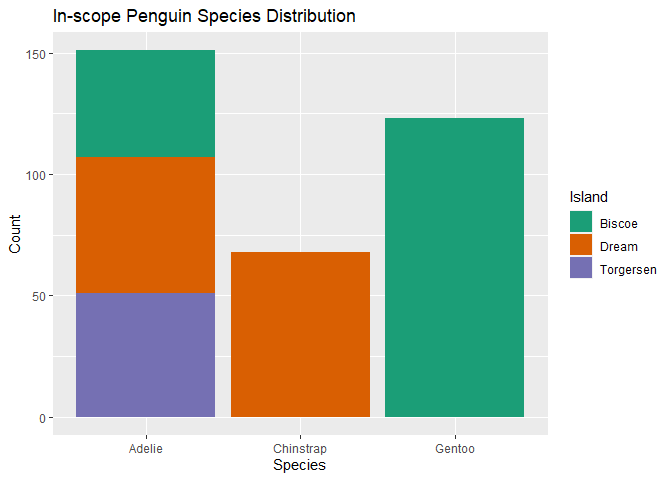 In-scope Penguin Species Distribution
150
100
50
0
Count
Adelie Chinstrap Gentoo
Species
Island
Biscoe
Dream
Torgersen